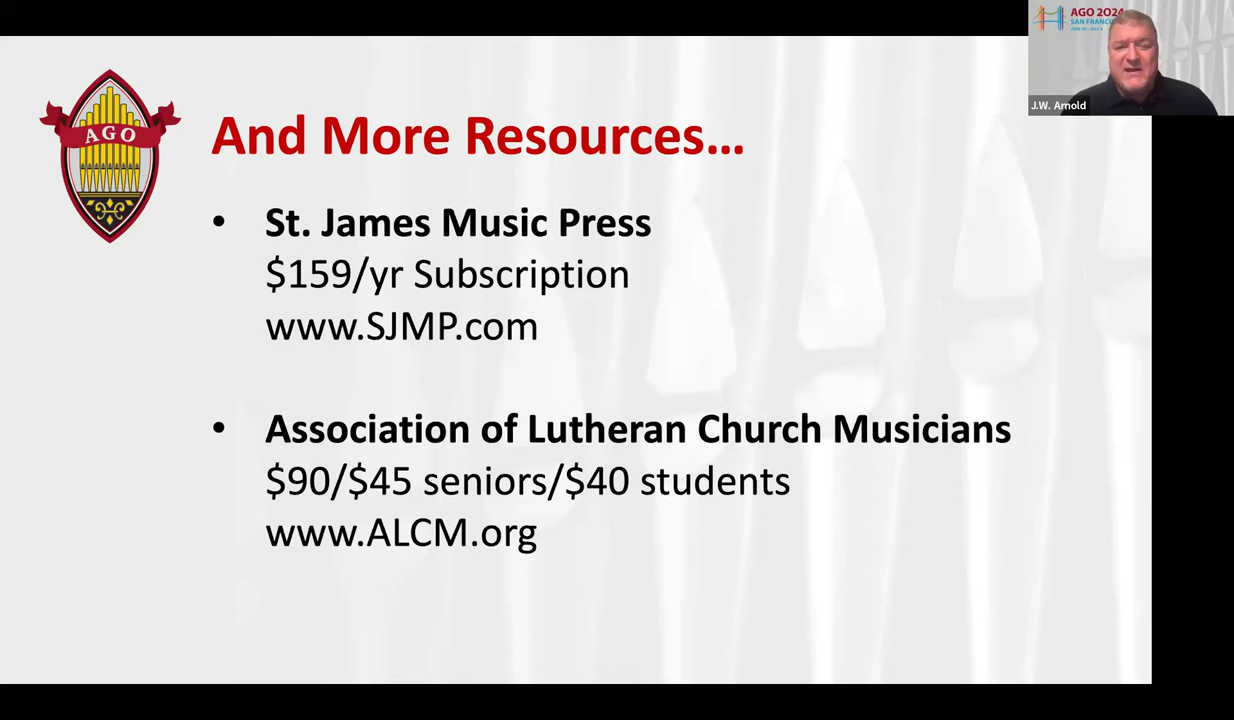 AGO 2024
SAN FRANCISCO
J.W. Arnold
AGO
And More Resources…
• St. James Music Press
$159/yr Subscription
www.SJMP.com
• Association of Lutheran Church Musicians
$90/$45 seniors/$40 students
www.ALCM.org